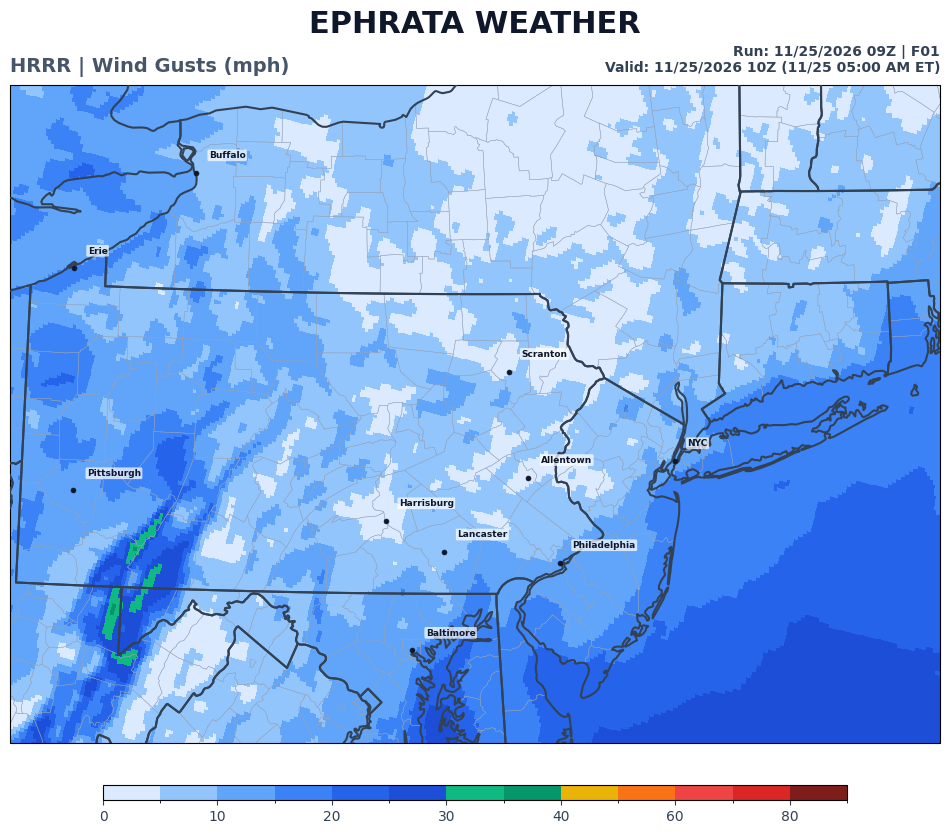 EPHRATA WEATHER
HRRR | Wind Gusts (mph)
Run: 11/25/2026 09Z | F01
Valid: 11/25/2026 10Z (11/25 05:00 AM ET)
Buffalo
Erie
Scranton
NYC
Allentown
Pittsburgh
Harrisburg
Lancaster
Philadelphia
Baltimore
0 10 20 30 40 50 60 70 80